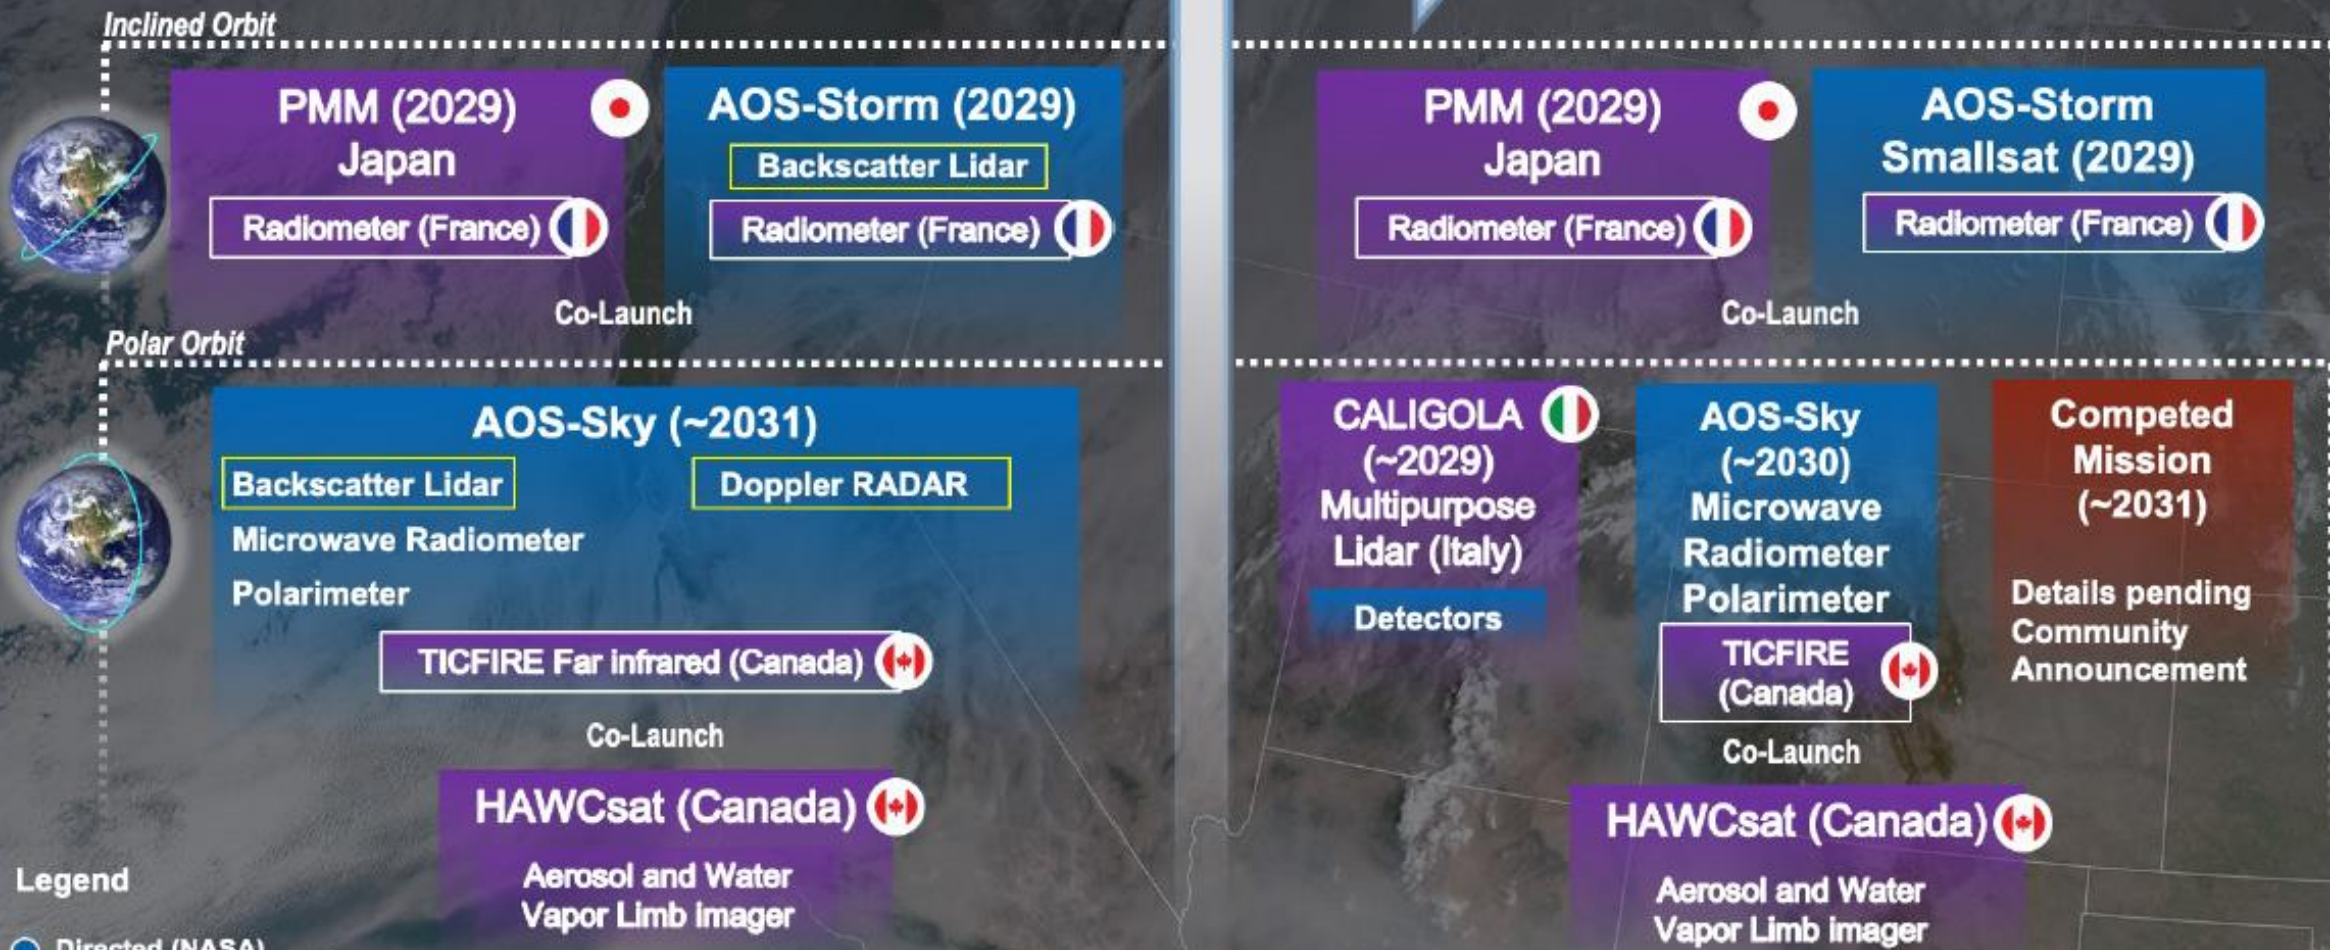 Inclined Orbit
PMM (2029)
Japan
Radiometer (France)
AOS-Storm (2029)
Backscatter Lidar
Radiometer (France)
Co-Launch
PMM (2029)
Japan
Radiometer (France)
AOS-Storm
Smallsat (2029)
Radiometer (France)
Co-Launch
Polar Orbit
AOS-Sky (~2031)
Backscatter Lidar
Doppler RADAR
Microwave Radiometer
Polarimeter
TICFIRE Far infrared (Canada)
Co-Launch
HAWCsat (Canada)
Aerosol and Water
Vapor Limb imager
CALIGOLA
(~2029)
Multipurpose
Lidar (Italy)
Detectors
AOS-Sky
(~2030)
Microwave
Radiometer
Polarimeter
TICFIRE
(Canada)
Co-Launch
Competed
Mission
(~2031)
Details pending
Community
Announcement
HAWCsat (Canada)
Aerosol and Water
Vapor Limb imager
Legend
Directed (NASA)